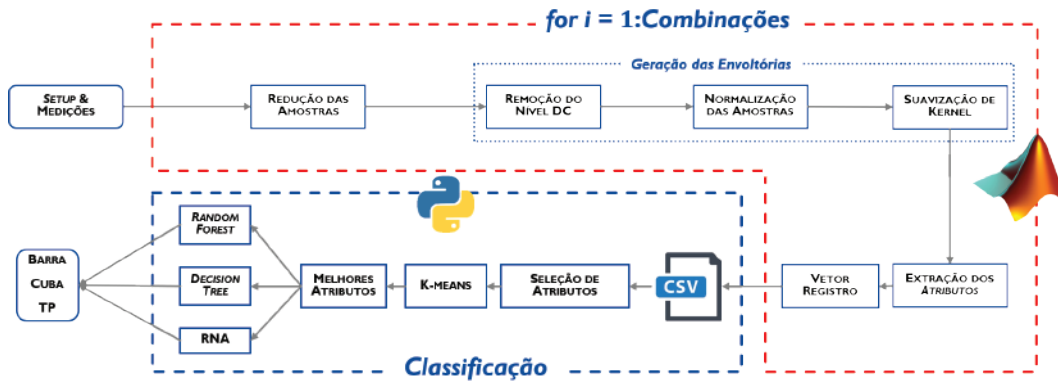 for i = 1:Combinações
Geração das Envoltórias
SETUP &
MEDIÇÕES
REDUÇÃO DAS
AMOSTRAS
REMOÇÃO DO
NIVEL DC
NORMALIZAÇÃO
DAS AMOSTRAS
SUAVIZAÇÃO DE
KERNEL
EXTRAÇÃO DOS
ATRIBUTOS
VETOR
REGISTRO
CSV
SELEÇÃO DE
ATRIBUTOS
K-MEANS
MELHORES
ATRIBUTOS
RANDOM
FOREST
DECISION
TREE
RNA
BARRA
CUBA
TP
Classificação